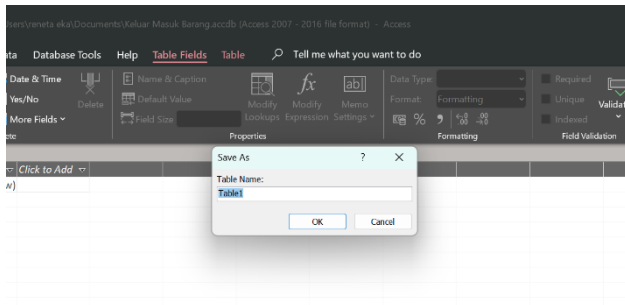 sers\reneta eka\Documents\Keluar Masuk Barang.accdb (Access 2007 - 2016 file format) - Access
ata Database Tools Help Table Fields Table Tell me what you want to do
Date & Time
Yes/No
More Fields
Delete
ete
Name & Caption
Default Value
Field Size
Modify Lookups
Modify Expression
Memo Settings
Properties
Data Type:
Format: Formatting
Formatting
Required
Unique
Indexed
Validat
Field Validation
Click to Add
w)
Save As ? X
Table Name:
Table1
OK Cancel